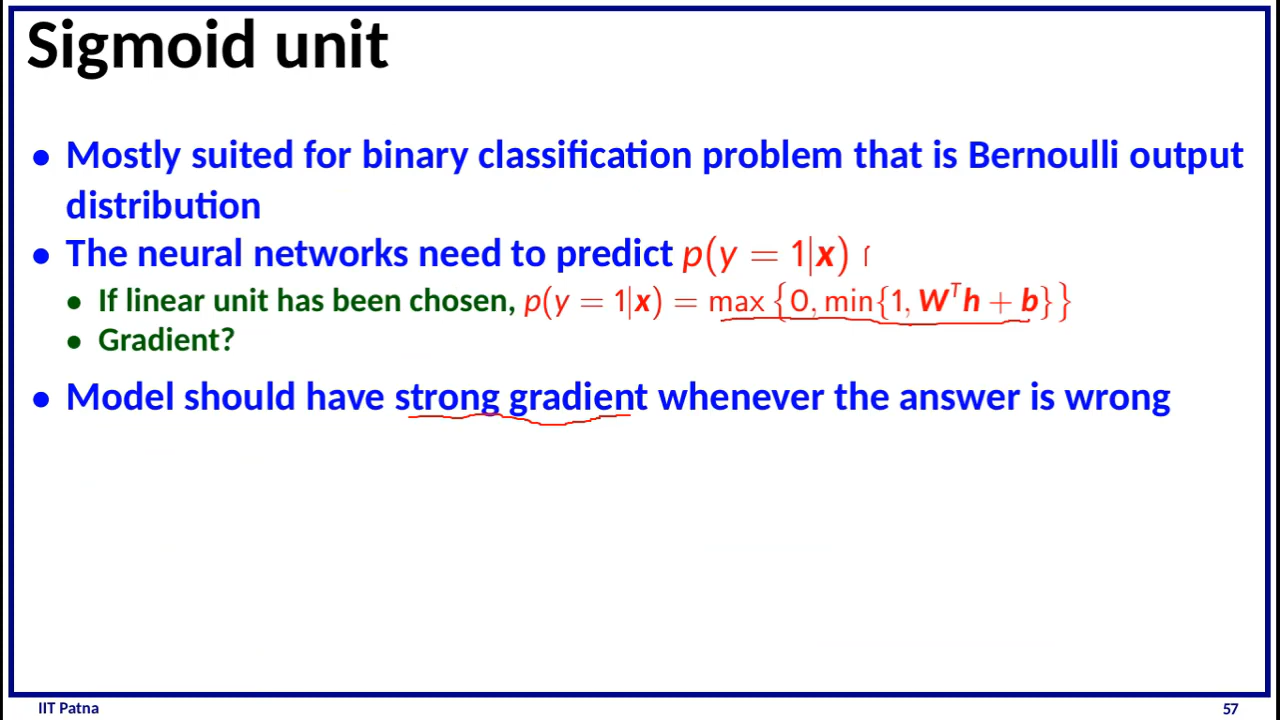 Sigmoid unit
• Mostly suited for binary classification problem that is Bernoulli output
distribution
• The neural networks need to predict p(y = 1|x)
• If linear unit has been chosen, p(y = 1|x) = max {0, min{1, Wᵀh + b}}
• Gradient?
• Model should have strong gradient whenever the answer is wrong
IIT Patna
57